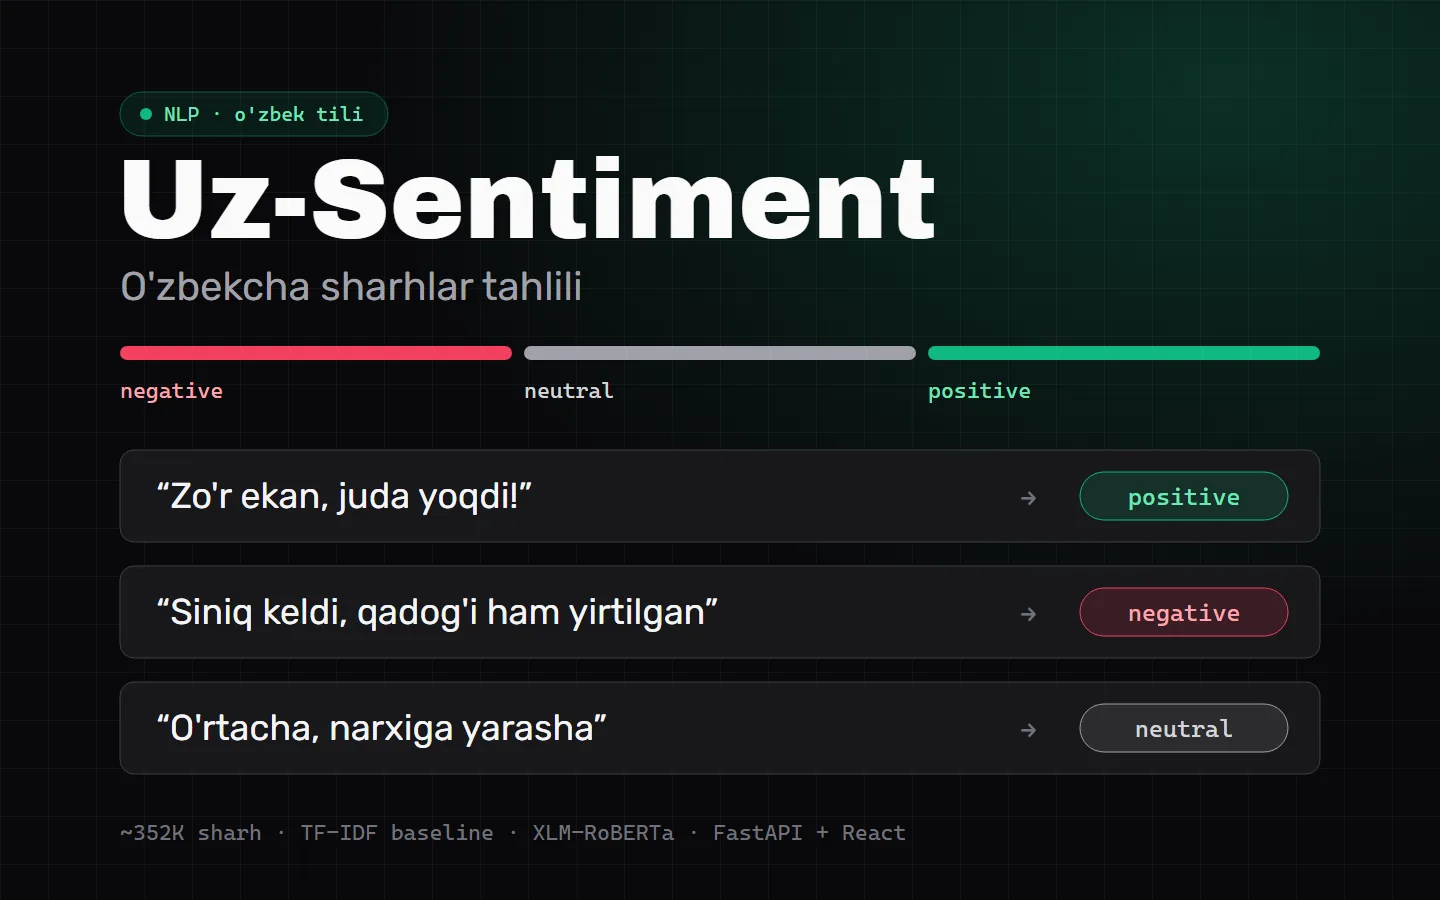 NLP · o'zbek tili
Uz-Sentiment
O'zbekcha sharhlar tahlili
negative neutral positive
“Zo'r ekan, juda yoqdi!” → positive
“Siniq keldi, qadog'i ham yirtilgan” → negative
“O'rtacha, narxiga yarasha” → neutral
~352K sharh · TF-IDF baseline · XLM-RoBERTa · FastAPI + React